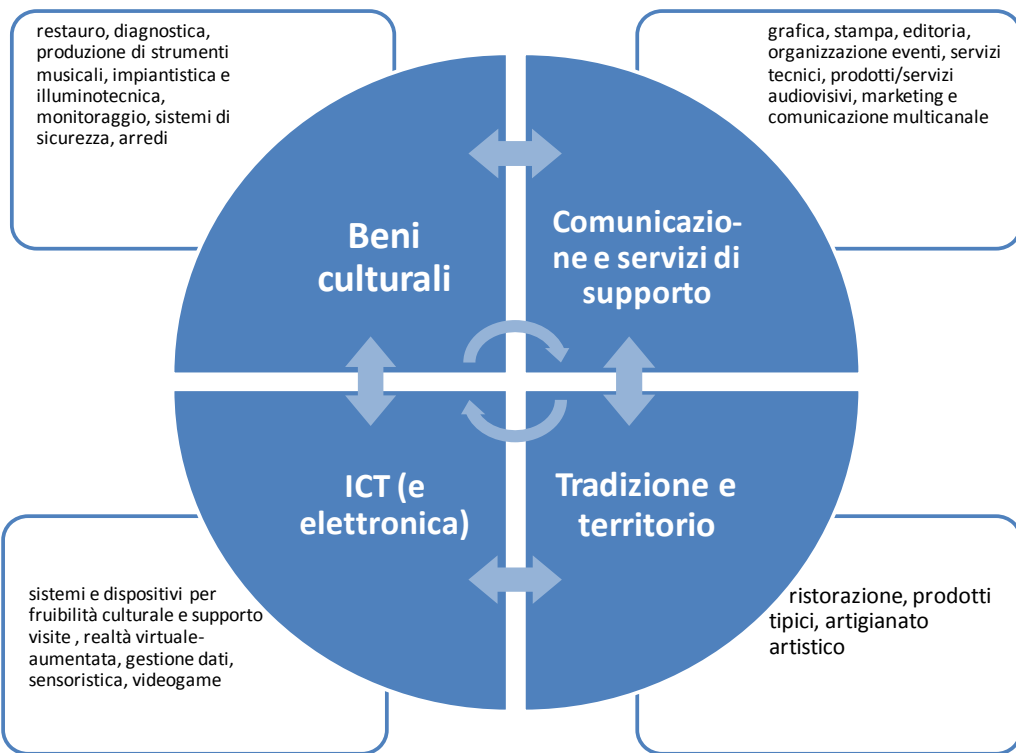 restauro, diagnostica,
produzione di strumenti
musicali, impiantistica e
illuminotecnica,
monitoraggio, sistemi di
sicurezza, arredi
grafica, stampa, editoria,
organizzazione eventi, servizi
tecnici, prodotti/servizi
audiovisivi, marketing e
comunicazione multicanale
Beni
culturali
Comunicazio-
ne e servizi di
supporto
ICT (e
elettronica)
Tradizione e
territorio
sistemi e dispositivi per
fruibilità culturale e supporto
visite , realtà virtuale-
aumentata, gestione dati,
sensoristica, videogame
ristorazione, prodotti
tipici, artigianato
artistico